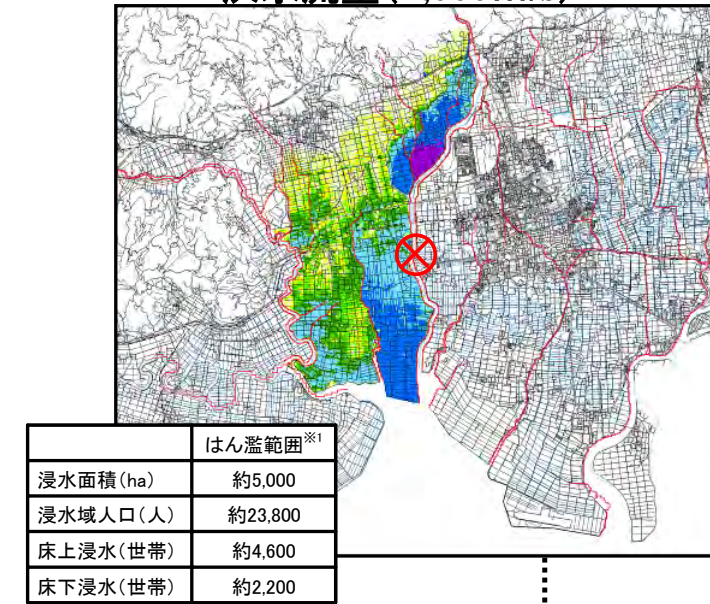 はん濫範囲※1
浸水面積(ha) 約5,000
浸水域人口(人) 約23,800
床上浸水(世帯) 約4,600
床下浸水(世帯) 約2,200